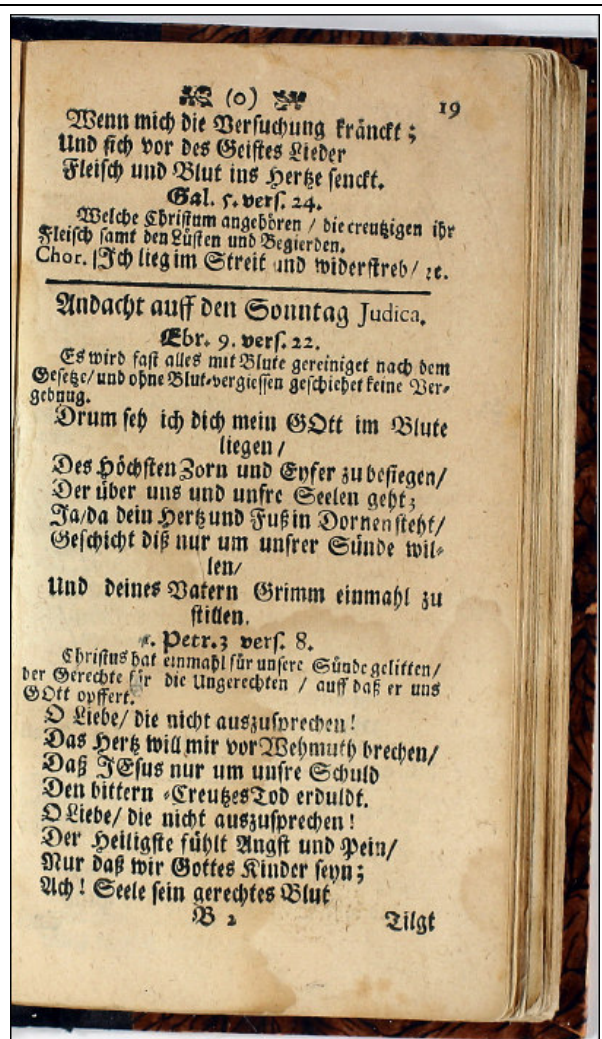 (o) 19
Wenn mich die Versuchung kränckt;
Und sich vor des Geistes Lieder
Fleisch und Blut ins Hertze senckt.
Gal. 5. vers. 24.
Welche Christum angehören / die creutzigen ihr
Fleisch samt den Lüsten und Begierden.
Chor. Ich lieg im Streit und widerstreb/ ꝛc.
Andacht auff den Sonntag Judica.
Ebr. 9. vers. 22.
Es wird fast alles mit Blute gereiniget nach dem
Gesetze/ und ohne Blut-vergiessen geschiehet keine Ver-
gebnug.
Drum seh ich dich mein GOtt im Blute
liegen /
Des Höchsten Zorn und Eyfer zu besiegen/
Der über uns und unsre Seelen geht;
Ja/ da dein Hertz und Fuß in Dornen steht/
Geschicht diß nur um unsrer Sünde wil-
len/
Und deines Vatern Grimm einmahl zu
stillen.
Petr. 3 vers. 8.
Christus hat einmahl für unsere Sünde gelitten/
der Gerechte für die Ungerechten / auff daß er uns
GOtt opffert.
O Liebe/ die nicht auszusprechen!
Das Hertz will mir vor Wehmuth brechen/
Daß JEsus nur um unsre Schuld
Den bittern -Creutzes Tod erduldt.
O Liebe/ die nicht auszusprechen!
Der Heiligste fühlt Angst und Pein/
Nur daß wir Gottes Kinder seyn;
Ach! Seele sein gerechtes Blut
B 2 Tilgt